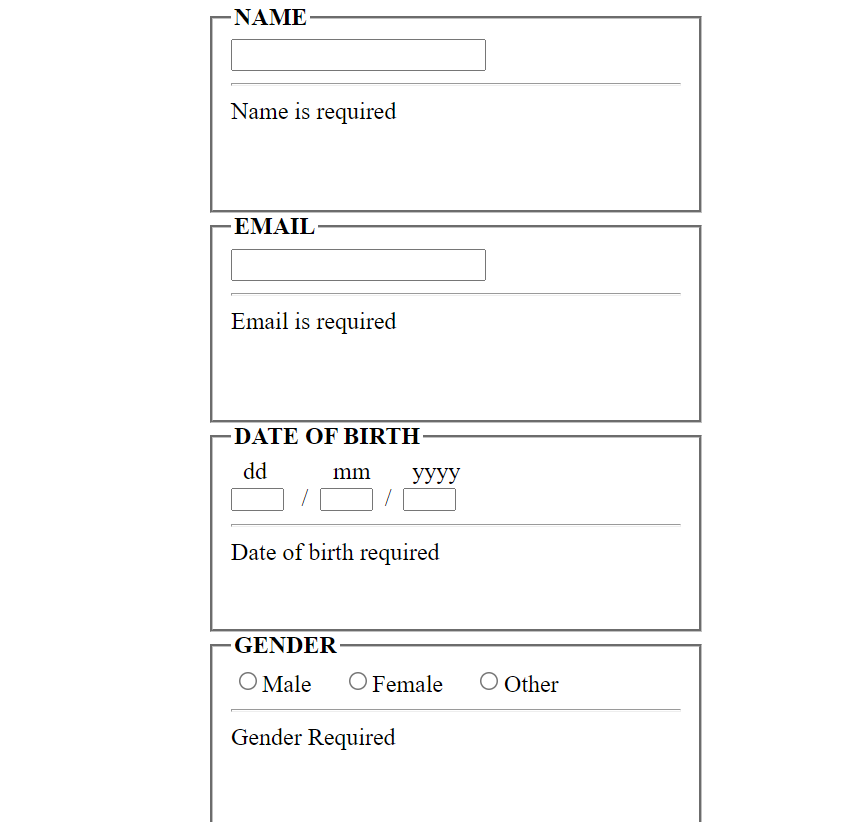 NAME
Name is required
EMAIL
Email is required
DATE OF BIRTH
dd mm yyyy
/ /
Date of birth required
GENDER
Male Female Other
Gender Required